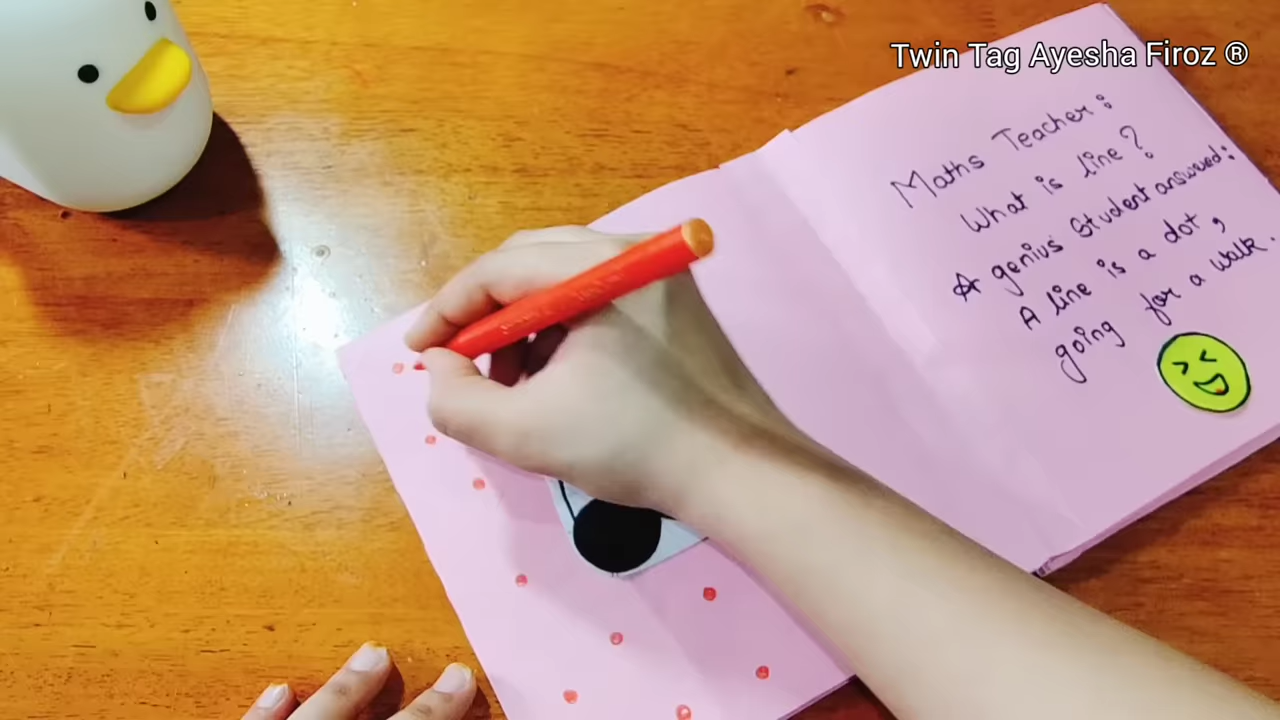 Twin Tag Ayesha Firoz ®
Maths Teacher:
What is line?
A genius Student answered:
A line is a dot,
going for a walk.